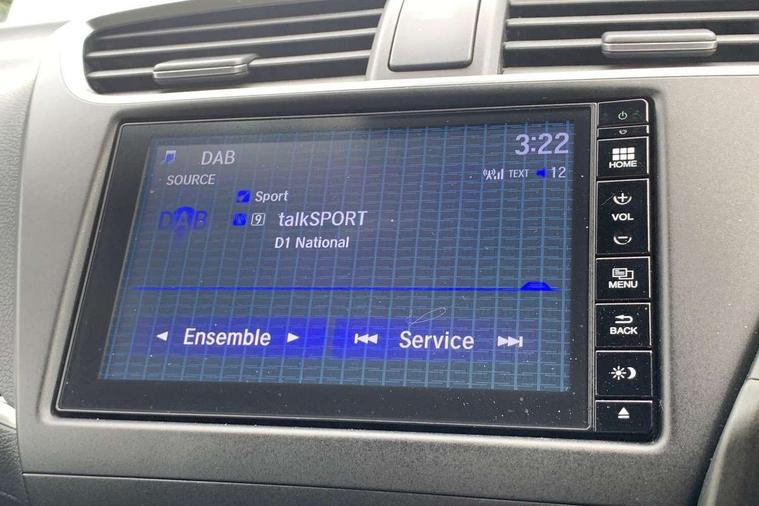 DAB
3:22
SOURCE
TEXT 12
Sport
DAB
9 talkSPORT
D1 National
Ensemble
Service
HOME
VOL
MENU
BACK